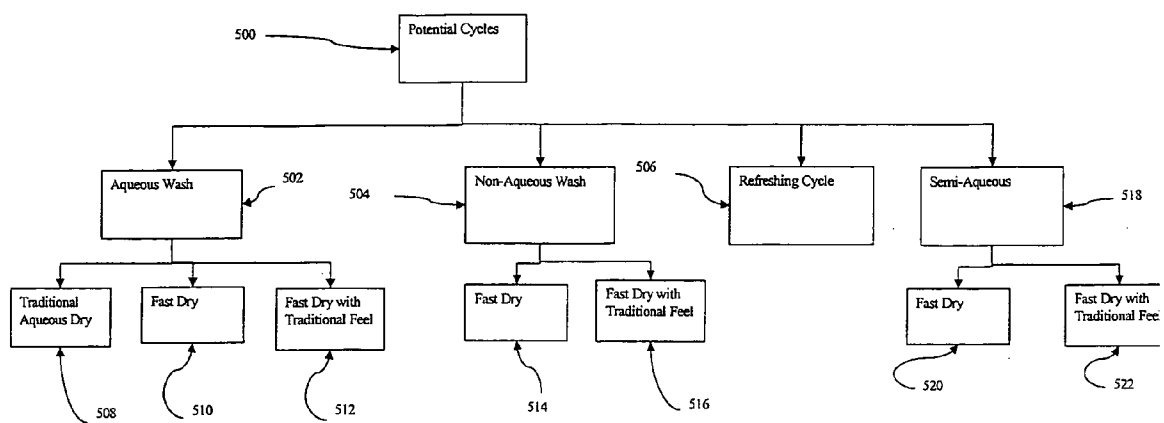 Potential Cycles
500
Aqueous Wash
502
504
Non-Aqueous Wash
506
Refreshing Cycle
Semi-Aqueous
518
Traditional
Aqueous Dry
Fast Dry
Fast Dry with
Traditional Feel
Fast Dry
Fast Dry with
Traditional Feel
Fast Dry
Fast Dry with
Traditional Feel
508
510
512
514
516
520
522